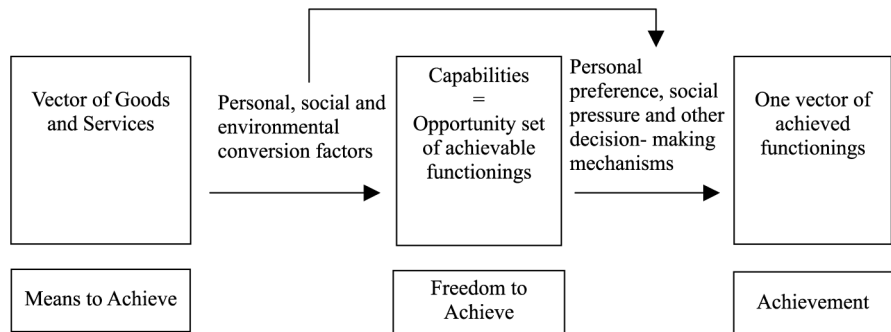 Vector of Goods
and Services
Personal, social and
environmental
conversion factors
Capabilities
=
Opportunity set
of achievable
functionings
Personal
preference, social
pressure and other
decision- making
mechanisms
One vector of
achieved
functionings
Means to Achieve
Freedom to
Achieve
Achievement